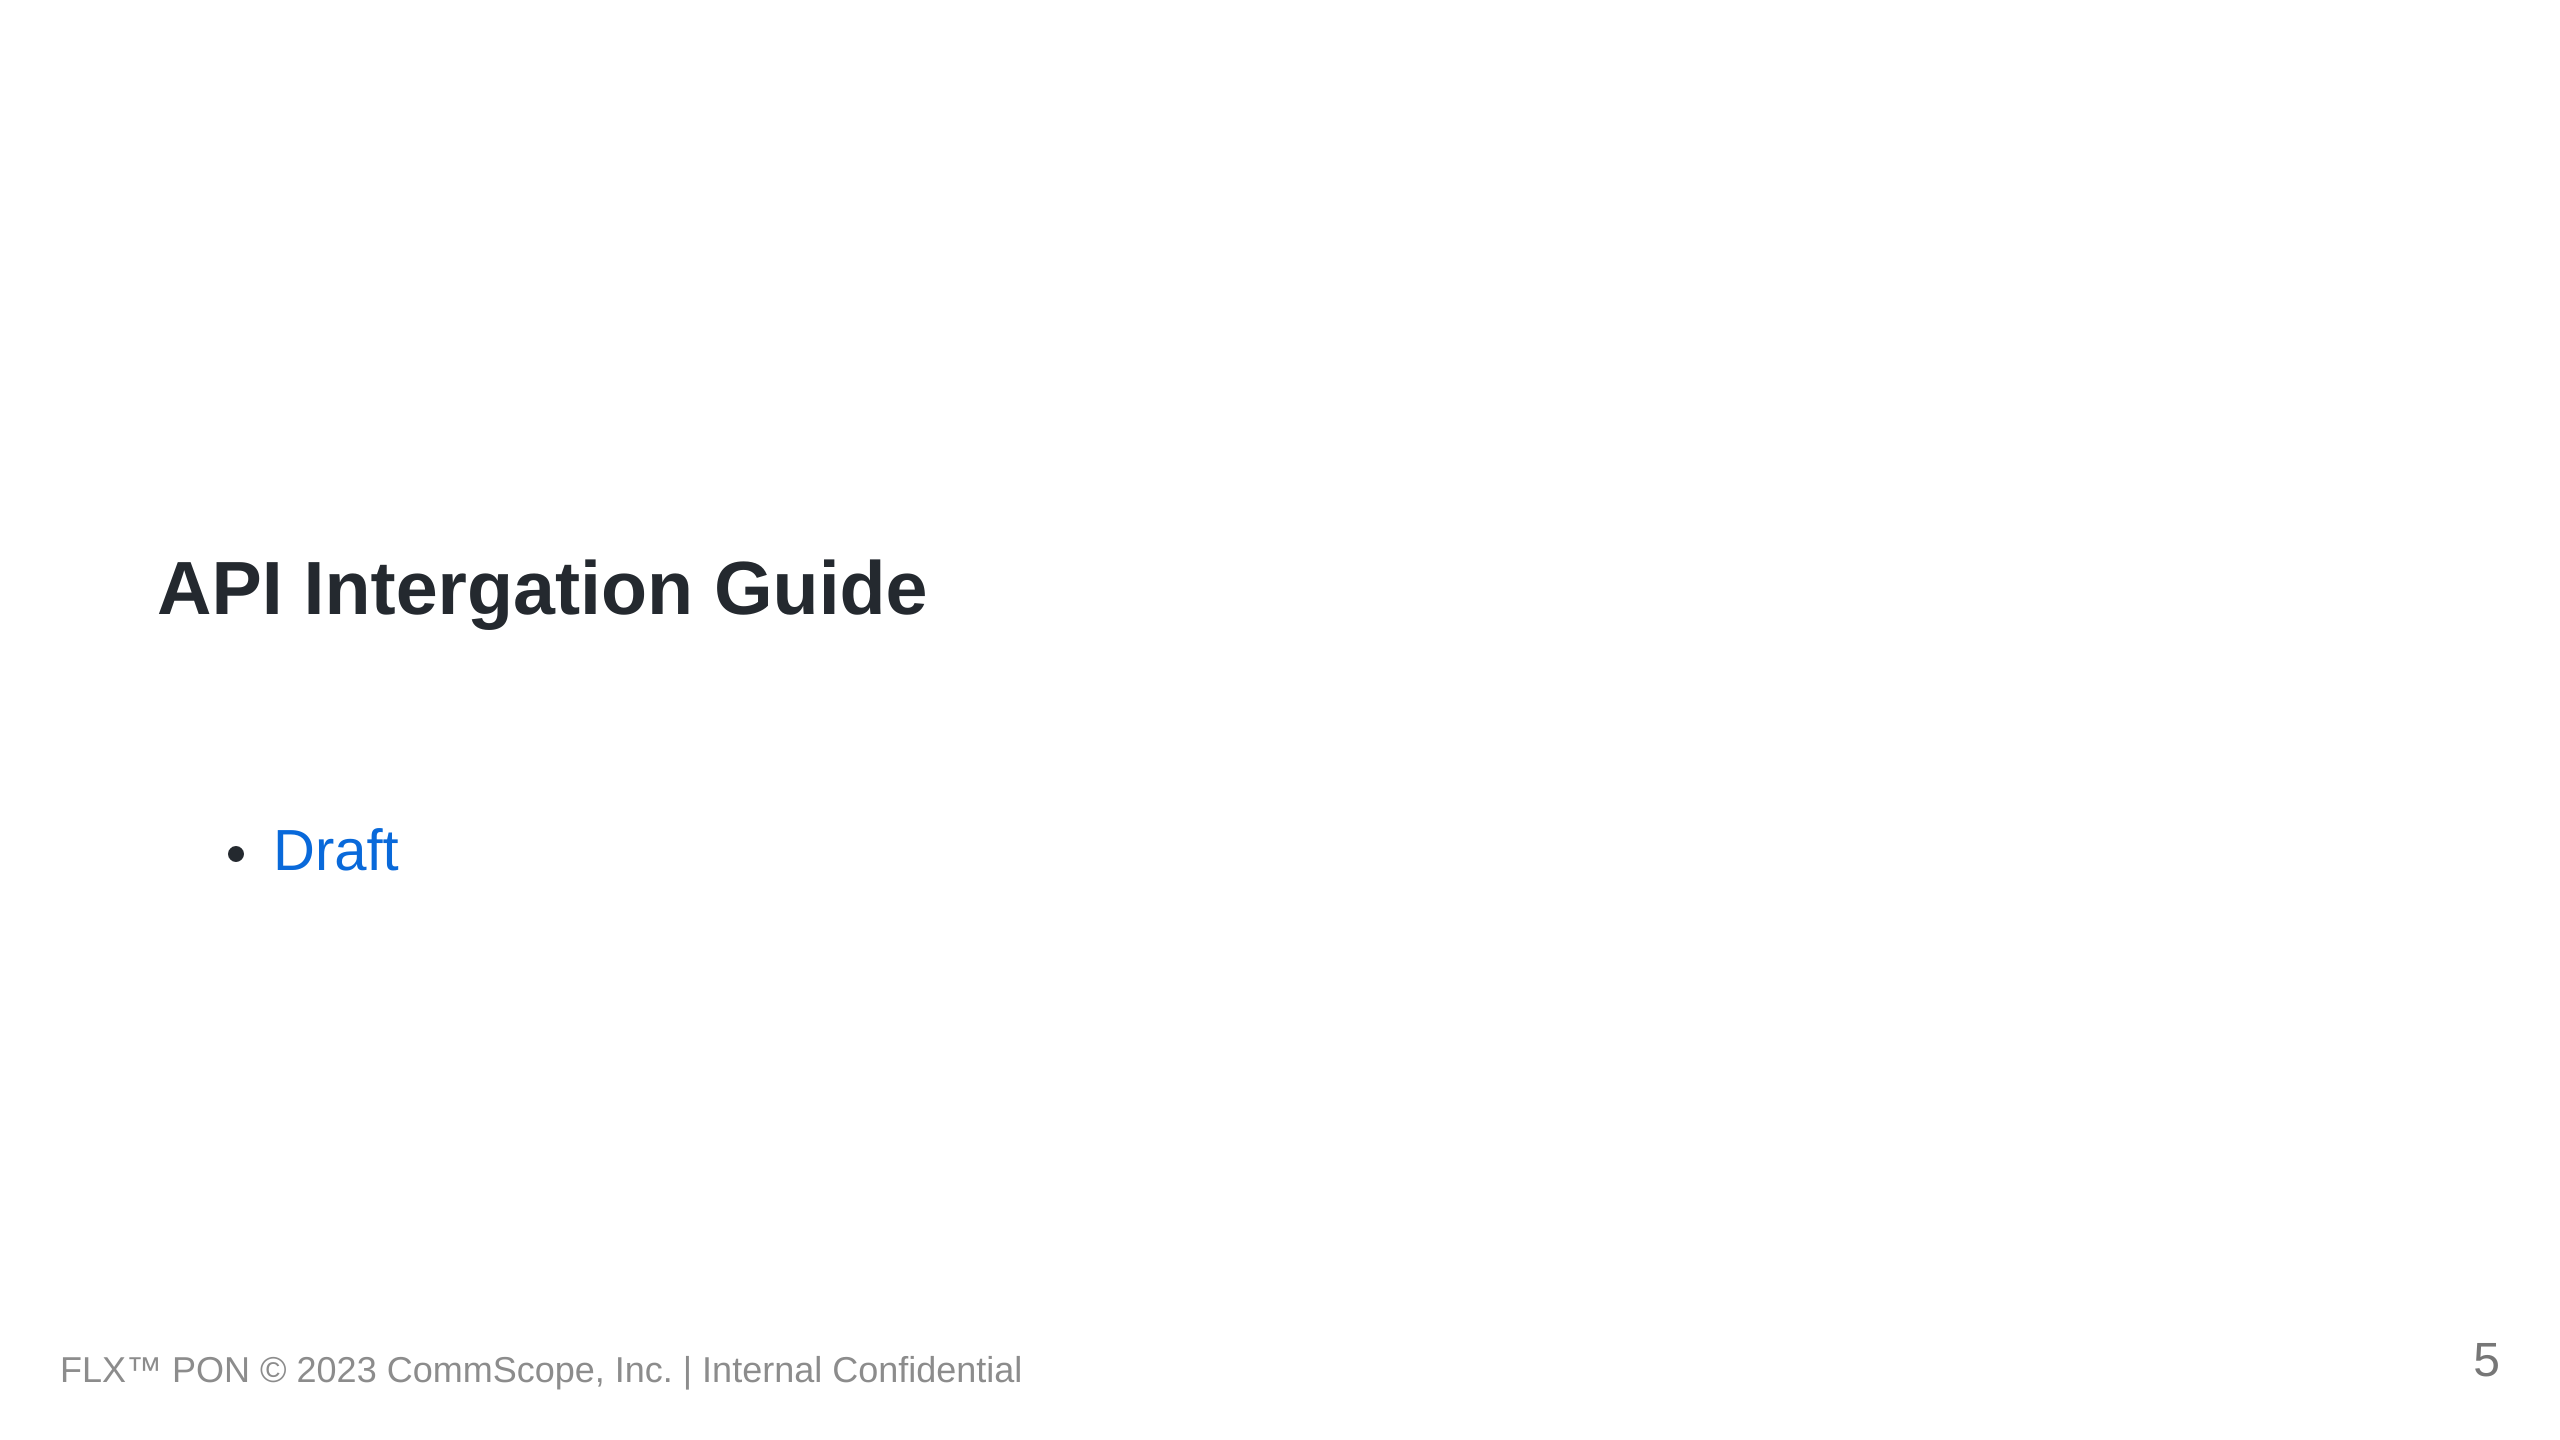 API Intergation Guide
• Draft
FLX™ PON © 2023 CommScope, Inc. | Internal Confidential
5